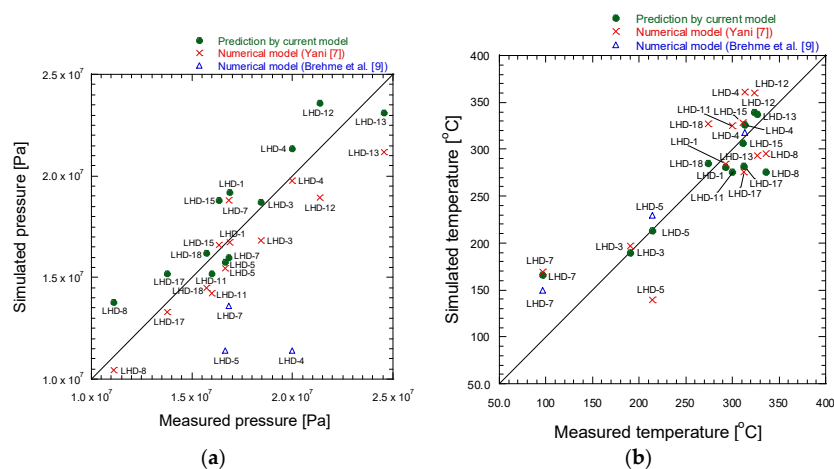 Prediction by current model
Numerical model (Yani [7])
Numerical model (Brehme et al. [9])
2.5 x 10^7
2.0 x 10^7
1.5 x 10^7
1.0 x 10^7
Simulated pressure [Pa]
LHD-12
LHD-13
LHD-4
LHD-13
LHD-1
LHD-4
LHD-15
LHD-7
LHD-3
LHD-12
LHD-1
LHD-15
LHD-3
LHD-18
LHD-7
LHD-5
LHD-5
LHD-17
LHD-11
LHD-18
LHD-11
LHD-8
LHD-7
LHD-17
LHD-5
LHD-4
LHD-8
1.0 x 10^7
1.5 x 10^7
2.0 x 10^7
2.5 x 10^7
Measured pressure [Pa]
(a)
Prediction by current model
Numerical model (Yani [7])
Numerical model (Brehme et al. [9])
400
350
300
250
200
150
100
50.0
Simulated temperature [°C]
LHD-12
LHD-4
LHD-12
LHD-11
LHD-15
LHD-13
LHD-18
LHD-4
LHD-4
LHD-1
LHD-15
LHD-13
LHD-8
LHD-18
LHD-1
LHD-17
LHD-8
LHD-11
LHD-17
LHD-5
LHD-5
LHD-3
LHD-3
LHD-7
LHD-7
LHD-5
LHD-7
50.0
100
150
200
250
300
350
400
Measured temperature [°C]
(b)